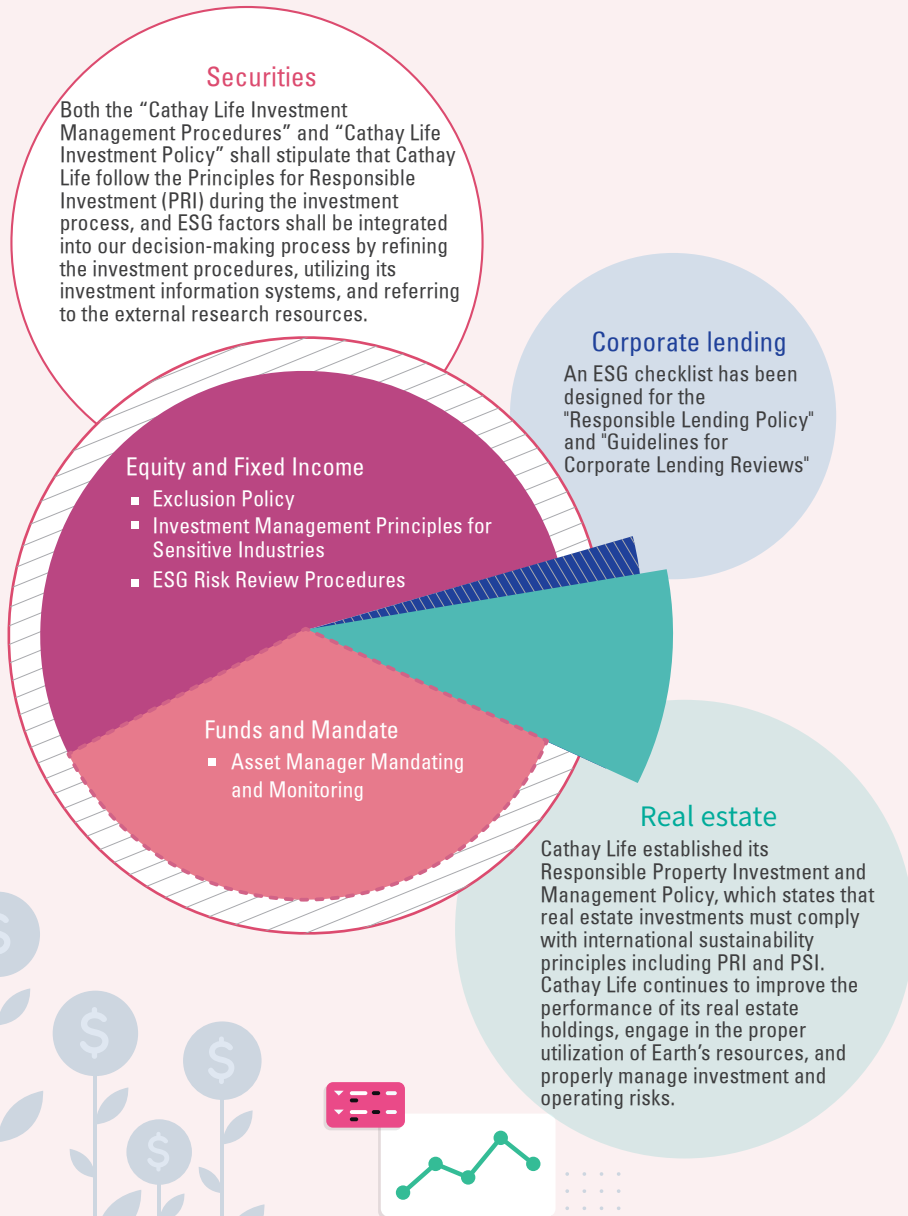 Securities
Both the “Cathay Life Investment
Management Procedures” and “Cathay Life
Investment Policy” shall stipulate that Cathay
Life follow the Principles for Responsible
Investment (PRI) during the investment
process, and ESG factors shall be integrated
into our decision-making process by refining
the investment procedures, utilizing its
investment information systems, and referring
to the external research resources.
Corporate lending
An ESG checklist has been
designed for the
"Responsible Lending Policy"
and "Guidelines for
Corporate Lending Reviews"
Equity and Fixed Income
▪ Exclusion Policy
▪ Investment Management Principles for
Sensitive Industries
▪ ESG Risk Review Procedures
Funds and Mandate
▪ Asset Manager Mandating
and Monitoring
Real estate
Cathay Life established its
Responsible Property Investment and
Management Policy, which states that
real estate investments must comply
with international sustainability
principles including PRI and PSI.
Cathay Life continues to improve the
performance of its real estate
holdings, engage in the proper
utilization of Earth’s resources, and
properly manage investment and
operating risks.
$
$
$
$